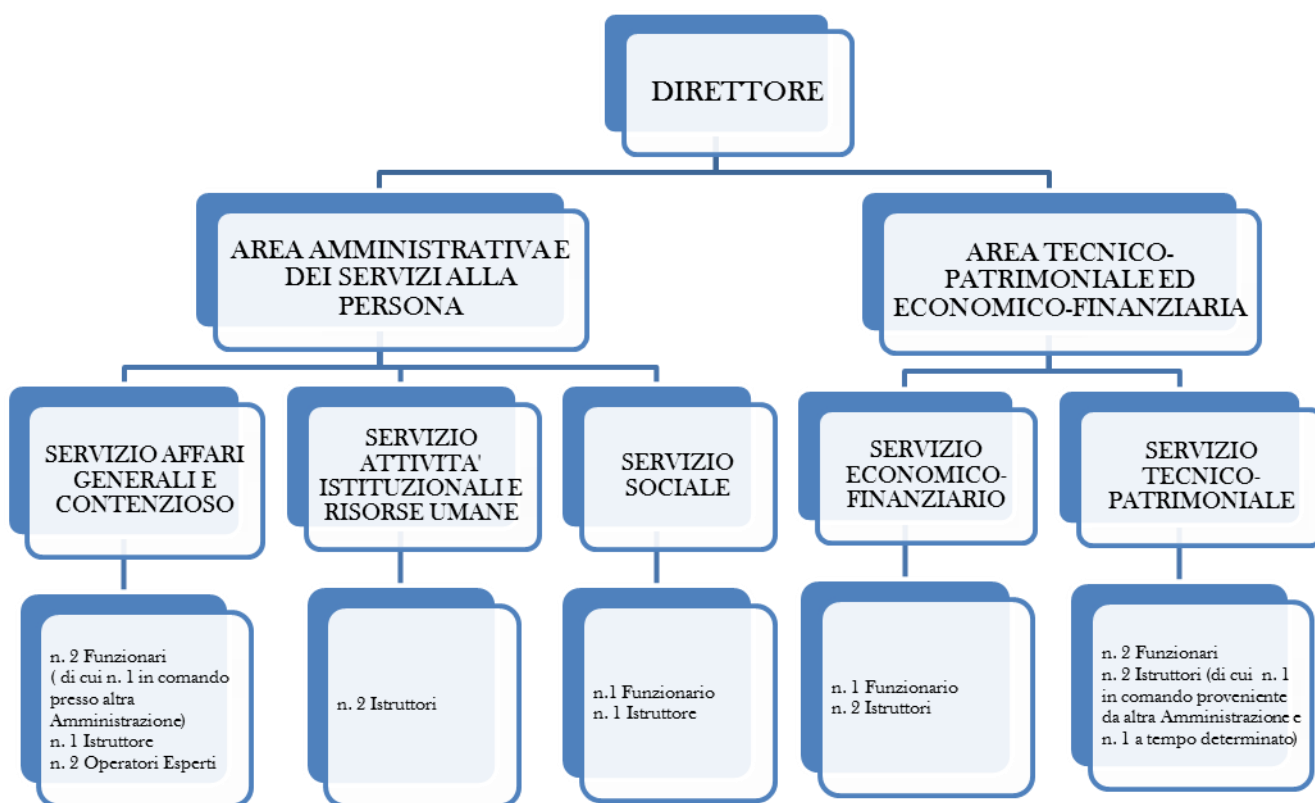 DIRETTORE
AREA AMMINISTRATIVA E
DEI SERVIZI ALLA
PERSONA
AREA TECNICO-
PATRIMONIALE ED
ECONOMICO-FINANZIARIA
SERVIZIO AFFARI
GENERALI E
CONTENZIOSO
SERVIZIO
ATTIVITA'
ISTITUZIONALI E
RISORSE UMANE
SERVIZIO
SOCIALE
SERVIZIO
ECONOMICO-
FINANZIARIO
SERVIZIO
TECNICO-
PATRIMONIALE
n. 2 Funzionari
( di cui n. 1 in comando
presso altra
Amministrazione)
n. 1 Istruttore
n. 2 Operatori Esperti
n. 2 Istruttori
n.1 Funzionario
n. 1 Istruttore
n. 1 Funzionario
n. 2 Istruttori
n. 2 Funzionari
n. 2 Istruttori (di cui n. 1
in comando proveniente
da altra Amministrazione e
n. 1 a tempo determinato)